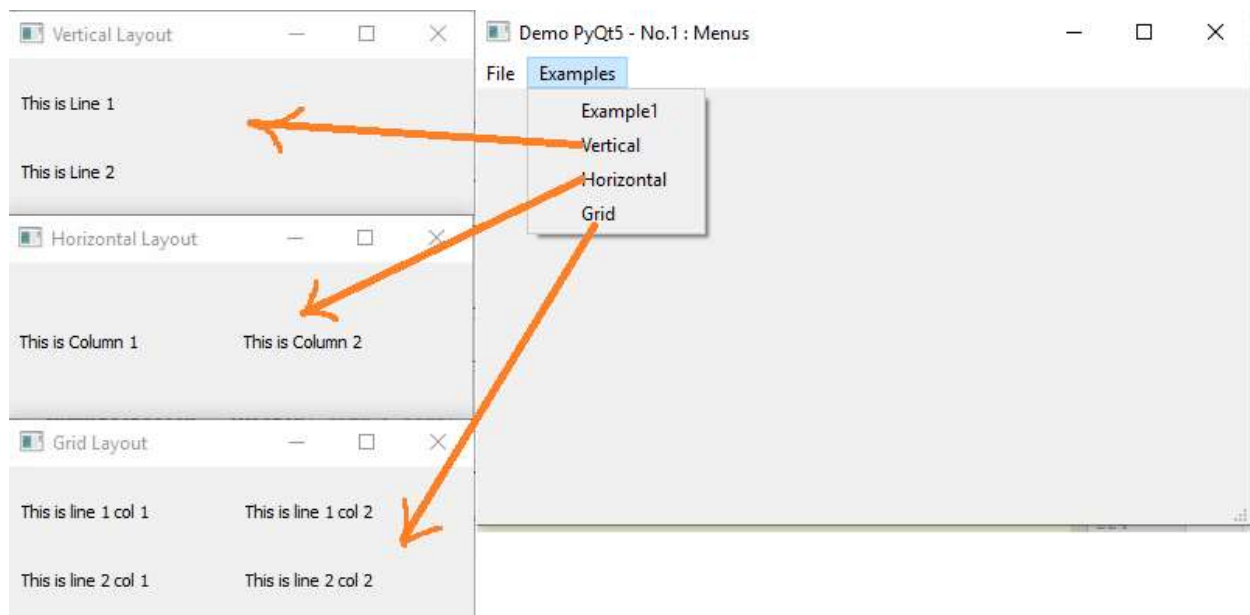 Vertical Layout
This is Line 1
This is Line 2
Horizontal Layout
This is Column 1 This is Column 2
Grid Layout
This is line 1 col 1 This is line 1 col 2
This is line 2 col 1 This is line 2 col 2
Demo PyQt5 - No.1 : Menus
File Examples
Example1
Vertical
Horizontal
Grid